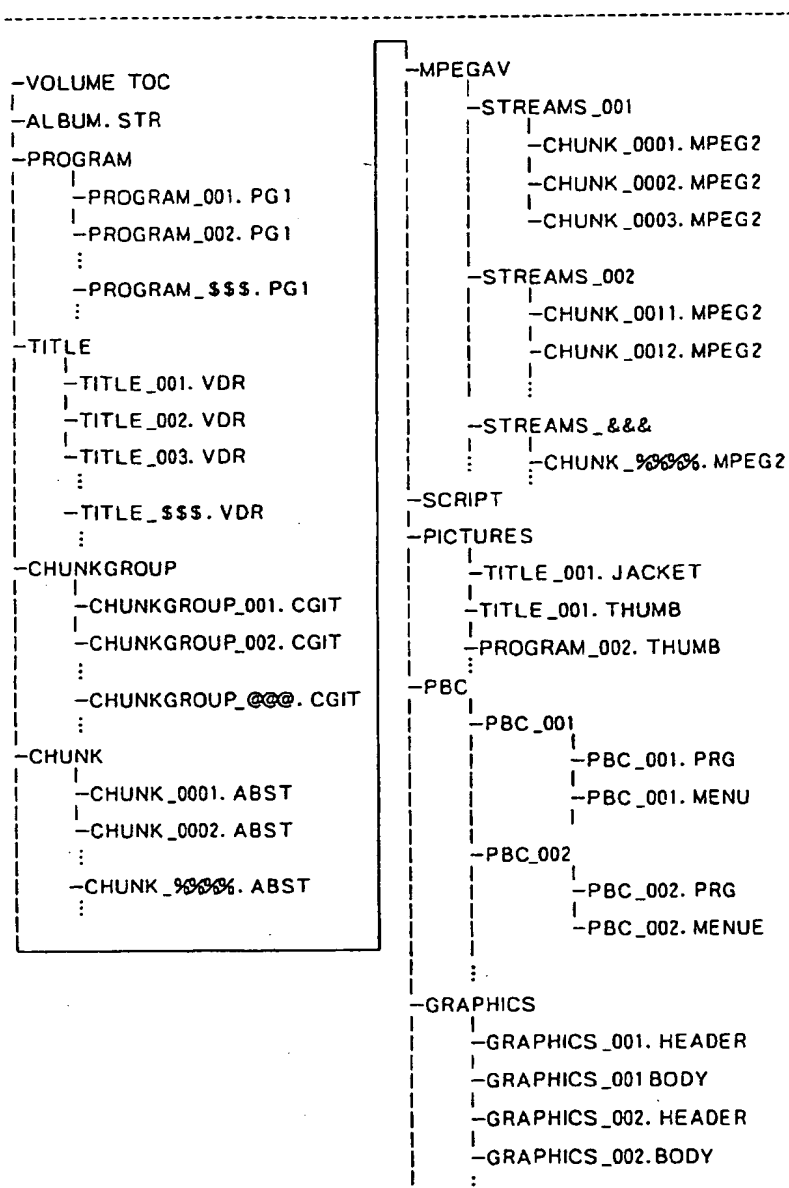 -VOLUME TOC
-ALBUM. STR
-PROGRAM
-PROGRAM_001. PG1
-PROGRAM_002. PG1
-PROGRAM_$$$. PG1
-TITLE
-TITLE_001. VDR
-TITLE_002. VDR
-TITLE_003. VDR
-TITLE_$$$. VDR
-CHUNKGROUP
-CHUNKGROUP_001. CGIT
-CHUNKGROUP_002. CGIT
-CHUNKGROUP_@@@. CGIT
-CHUNK
-CHUNK_0001. ABST
-CHUNK_0002. ABST
-CHUNK_%%%%. ABST
-MPEGAV
-STREAMS_001
-CHUNK_0001. MPEG2
-CHUNK_0002. MPEG2
-CHUNK_0003. MPEG2
-STREAMS_002
-CHUNK_0011. MPEG2
-CHUNK_0012. MPEG2
-STREAMS_&&&
-CHUNK_%%%%. MPEG2
-SCRIPT
-PICTURES
-TITLE_001. JACKET
-TITLE_001. THUMB
-PROGRAM_002. THUMB
-PBC
-PBC_001
-PBC_001. PRG
-PBC_001. MENU
-PBC_002
-PBC_002. PRG
-PBC_002. MENUE
-GRAPHICS
-GRAPHICS_001. HEADER
-GRAPHICS_001 BODY
-GRAPHICS_002. HEADER
-GRAPHICS_002.BODY